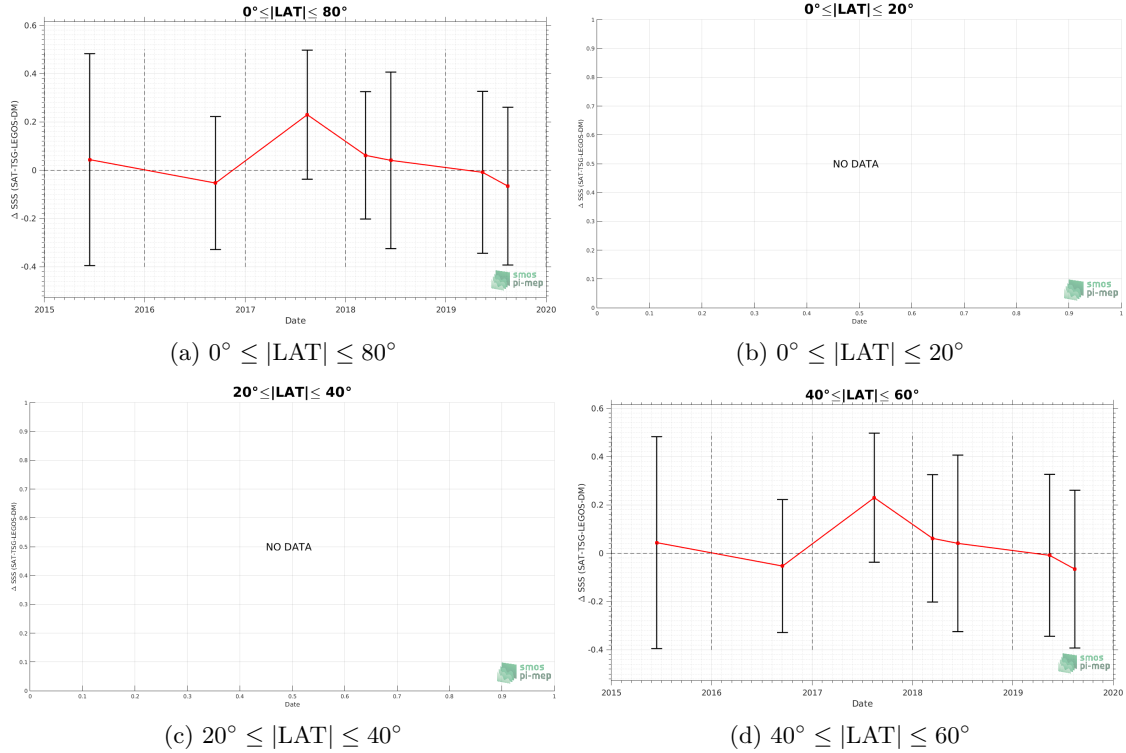 0°≤|LAT|≤ 80°
0.6
0.4
0.2
0
-0.2
-0.4
Δ SSS (SAT-TSG-LEGOS-DM)
2015 2016 2017 2018 2019 2020
Date
smos
pi-mep
(a) 0° ≤ |LAT| ≤ 80°
0°≤|LAT|≤ 20°
1
0.9
0.8
0.7
0.6
0.5
0.4
0.3
0.2
0.1
0
Δ SSS (SAT-TSG-LEGOS-DM)
NO DATA
0 0.1 0.2 0.3 0.4 0.5 0.6 0.7 0.8 0.9 1
Date
smos
pi-mep
(b) 0° ≤ |LAT| ≤ 20°
20°≤|LAT|≤ 40°
1
0.9
0.8
0.7
0.6
0.5
0.4
0.3
0.2
0.1
0
Δ SSS (SAT-TSG-LEGOS-DM)
NO DATA
0 0.1 0.2 0.3 0.4 0.5 0.6 0.7 0.8 0.9 1
Date
smos
pi-mep
(c) 20° ≤ |LAT| ≤ 40°
40°≤|LAT|≤ 60°
0.6
0.4
0.2
0
-0.2
-0.4
Δ SSS (SAT-TSG-LEGOS-DM)
2015 2016 2017 2018 2019 2020
Date
smos
pi-mep
(d) 40° ≤ |LAT| ≤ 60°